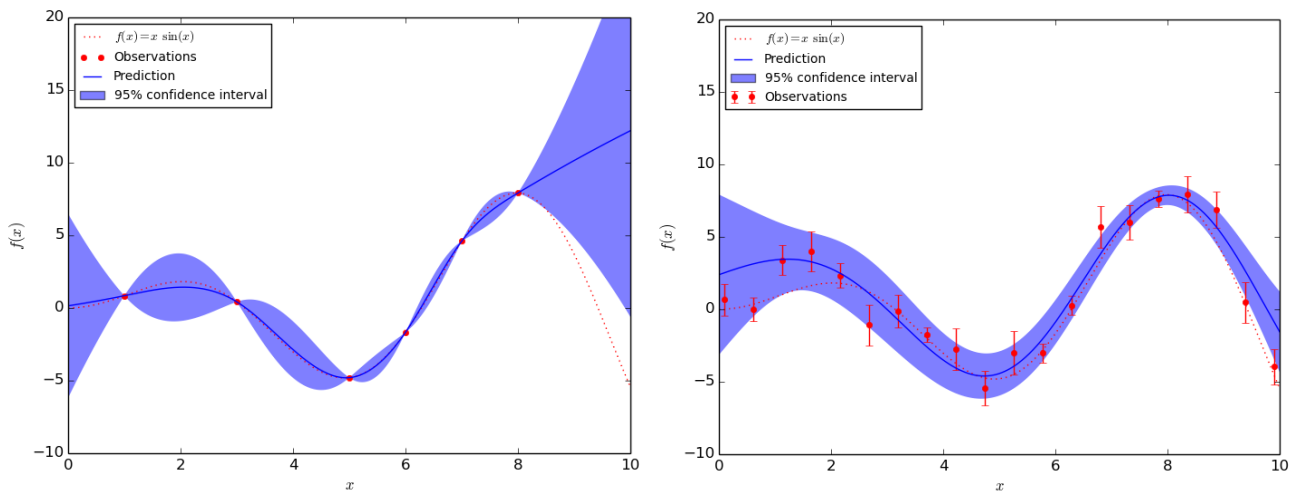 20
15
10
5
0
−5
−10
f(x)
f(x) = x sin(x)
Observations
Prediction
95% confidence interval
0 2 4 6 8 10
x
20
15
10
5
0
−5
−10
f(x)
f(x) = x sin(x)
Prediction
95% confidence interval
Observations
0 2 4 6 8 10
x